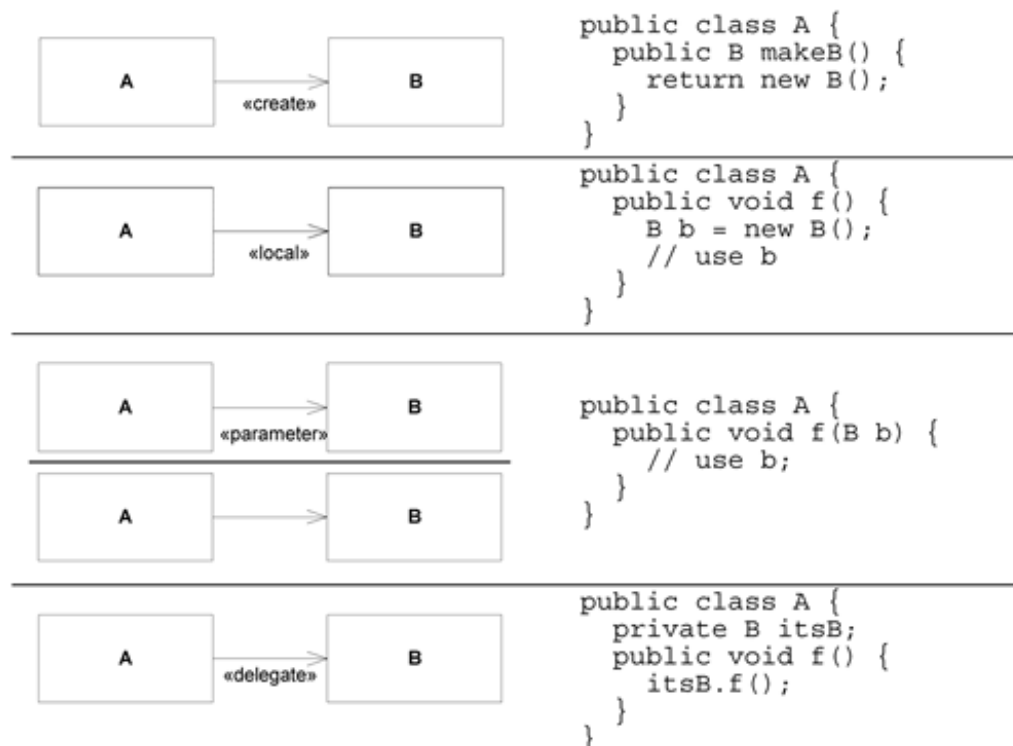 A
B
«create»
public class A {
  public B makeB() {
    return new B();
  }
}
A
B
«local»
public class A {
  public void f() {
    B b = new B();
    // use b
  }
}
A
B
«parameter»
A
B
public class A {
  public void f(B b) {
    // use b;
  }
}
A
B
«delegate»
public class A {
  private B itsB;
  public void f() {
    itsB.f();
  }
}